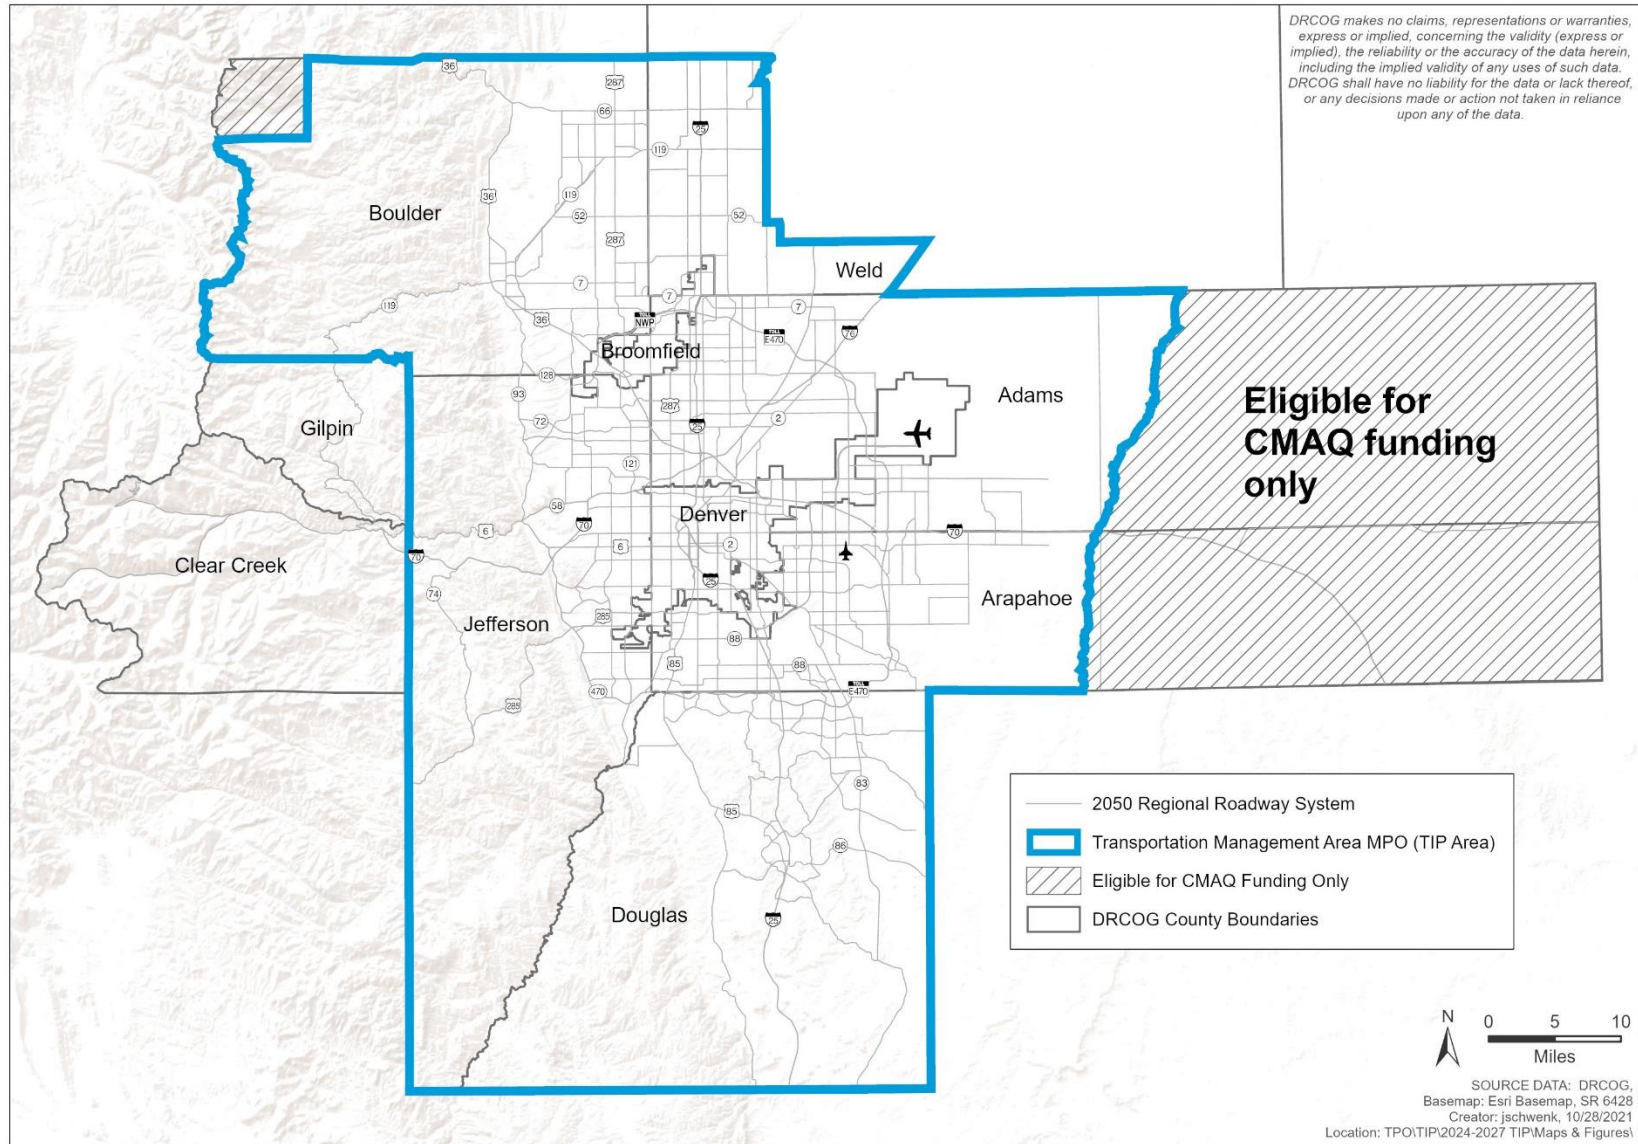 DRCOG makes no claims, representations or warranties,
express or implied, concerning the validity (express or
implied), the reliability or the accuracy of the data herein,
including the implied validity of any uses of such data.
DRCOG shall have no liability for the data or lack thereof,
or any decisions made or action not taken in reliance
upon any of the data.
36
287
66
25
119
36
119
Boulder
52
52
287
Weld
7
119
7
7
36
TOLL
NWP
TOLL
E470
76
Broomfield
128
93
Adams
Eligible for
CMAQ funding
only
287
72
25
2
Gilpin
121
58
Denver
70
70
6
6
2
70
Clear Creek
25
74
Arapahoe
285
Jefferson
88
85
88
470
TOLL
E470
285
83
85
86
Douglas
25
2050 Regional Roadway System
Transportation Management Area MPO (TIP Area)
Eligible for CMAQ Funding Only
DRCOG County Boundaries
N
0 5 10
Miles
SOURCE DATA: DRCOG,
Basemap: Esri Basemap, SR 6428
Creator: jschwenk, 10/28/2021
Location: TPO\TIP\2024-2027 TIP\Maps & Figures\